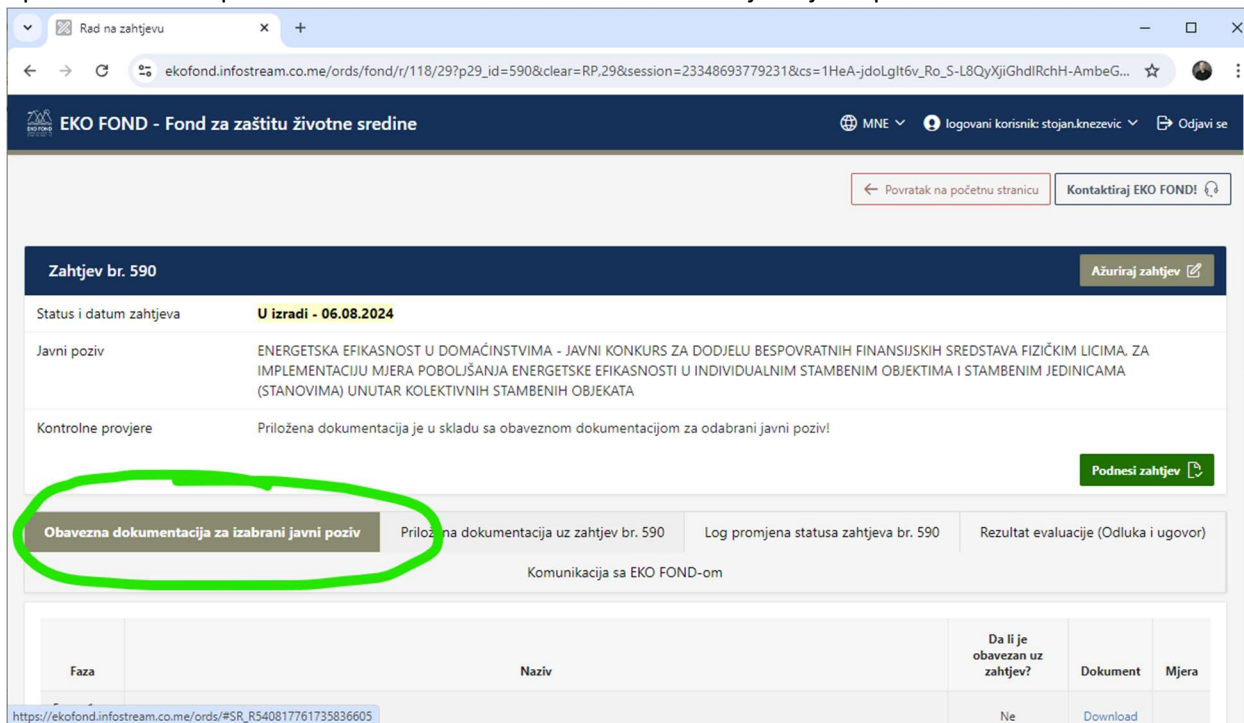 Rad na zahtjevu
ekofond.infostream.co.me/ords/fond/r/118/29?p29_id=590&clear=RP,29&session=23348693779231&cs=1HeA-jdoLgIt6v_Ro_S-L8QyXjiGhdIRchH-AmbeG...
EKO FOND - Fond za zaštitu životne sredine
MNE
logovani korisnik: stojan.knezevic
Odjavi se
Povratak na početnu stranicu
Kontaktiraj EKO FOND!
Zahtjev br. 590
Ažuriraj zahtjev
Status i datum zahtjeva
U izradi - 06.08.2024
Javni poziv
ENERGETSKA EFIKASNOST U DOMAĆINSTVIMA - JAVNI KONKURS ZA DODJELU BESPOVRATNIH FINANSIJSKIH SREDSTAVA FIZIČKIM LICIMA, ZA
IMPLEMENTACIJU MJERA POBOLJŠANJA ENERGETSKE EFIKASNOSTI U INDIVIDUALNIM STAMBENIM OBJEKTIMA I STAMBENIM JEDINICAMA
(STANOVIMA) UNUTAR KOLEKTIVNIH STAMBENIH OBJEKATA
Kontrolne provjere
Priložena dokumentacija je u skladu sa obaveznom dokumentacijom za odabrani javni poziv!
Podnesi zahtjev
Obavezna dokumentacija za izabrani javni poziv
Priložena dokumentacija uz zahtjev br. 590
Log promjena statusa zahtjeva br. 590
Rezultat evaluacije (Odluka i ugovor)
Komunikacija sa EKO FOND-om
Faza
Naziv
Da li je
obavezan uz
zahtjev?
Dokument
Mjera
Ne
Download
https://ekofond.infostream.co.me/ords/#SR_R540817761735836605